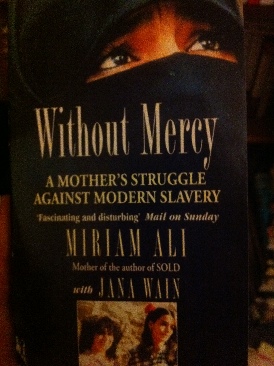 Without Mercy
A MOTHER'S STRUGGLE
AGAINST MODERN SLAVERY
'Fascinating and disturbing' Mail on Sunday
MIRIAM ALI
Mother of the author of SOLD
with JANA WAIN